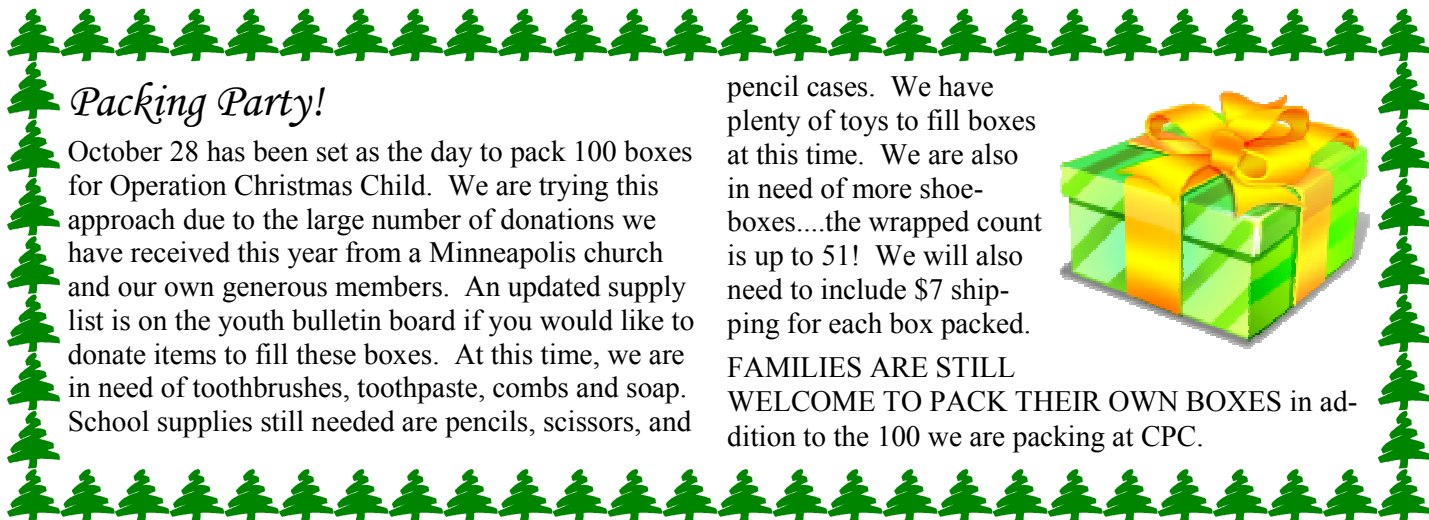 Packing Party!
October 28 has been set as the day to pack 100 boxes
for Operation Christmas Child.  We are trying this
approach due to the large number of donations we
have received this year from a Minneapolis church
and our own generous members.  An updated supply
list is on the youth bulletin board if you would like to
donate items to fill these boxes.  At this time, we are
in need of toothbrushes, toothpaste, combs and soap.
School supplies still needed are pencils, scissors, and
pencil cases.  We have
plenty of toys to fill boxes
at this time.  We are also
in need of more shoe-
boxes....the wrapped count
is up to 51!  We will also
need to include $7 ship-
ping for each box packed.
FAMILIES ARE STILL
WELCOME TO PACK THEIR OWN BOXES in ad-
dition to the 100 we are packing at CPC.